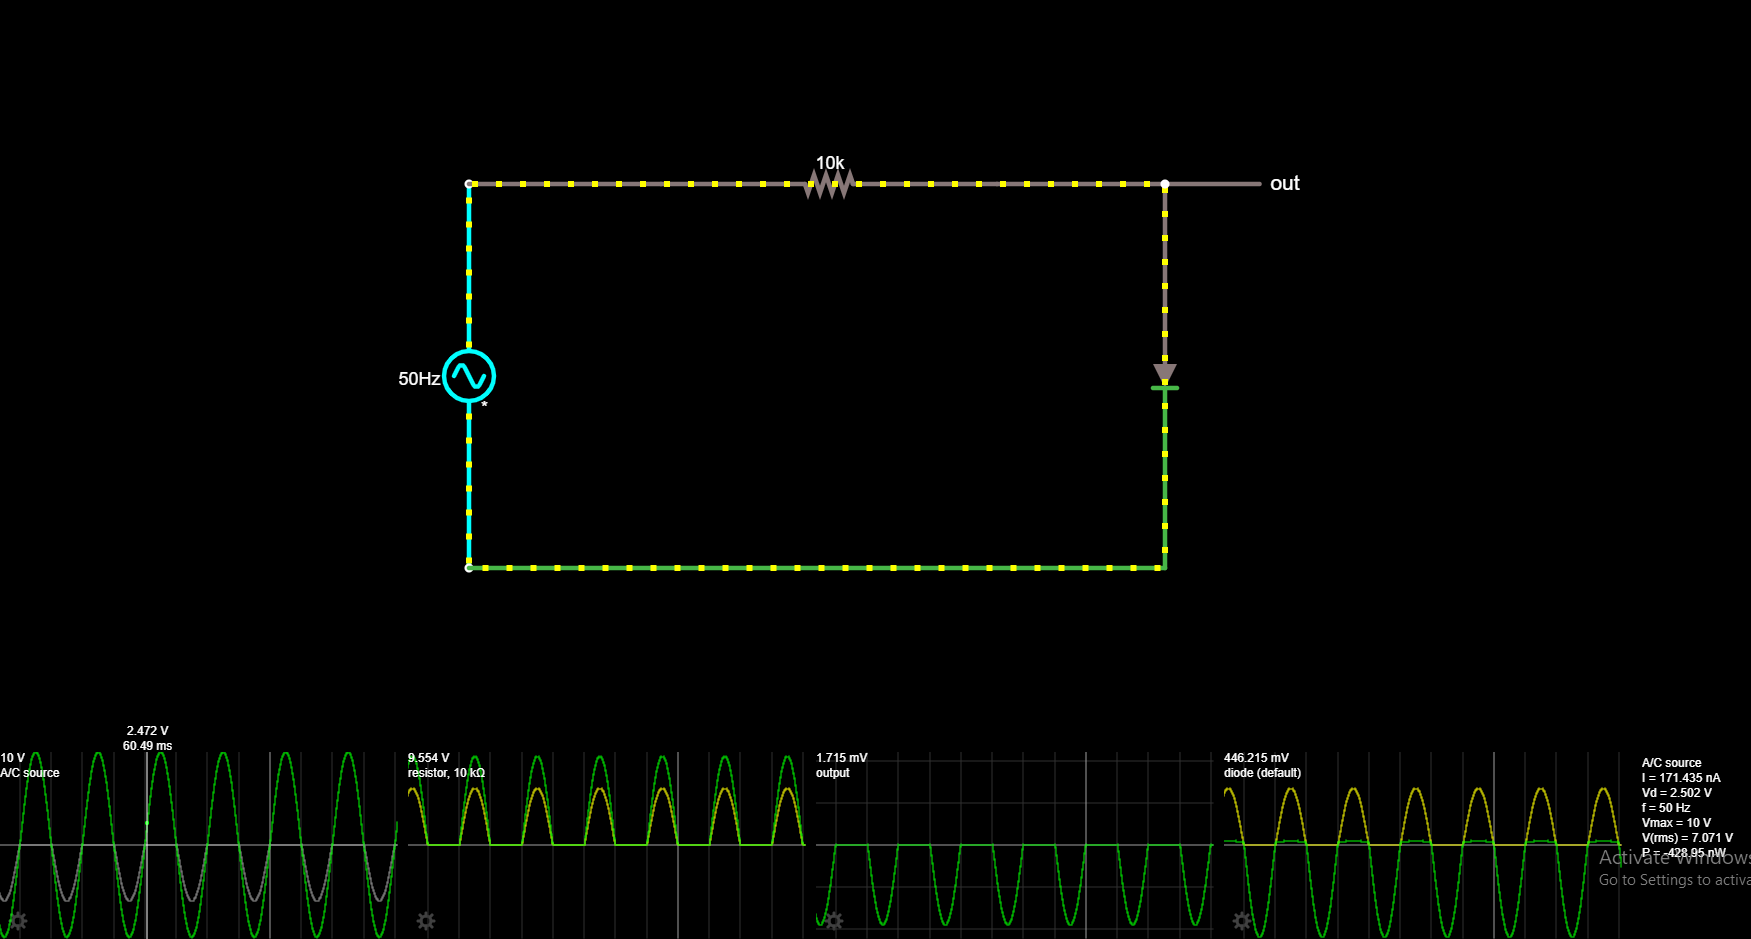 10k
out
50Hz
*
2.472 V
60.49 ms
10 V
A/C source
9.554 V
resistor, 10 kΩ
1.715 mV
output
446.215 mV
diode (default)
A/C source
I = 171.435 nA
Vd = 2.502 V
f = 50 Hz
Vmax = 10 V
V(rms) = 7.071 V
P = -428.95 nW
Activate Windows
Go to Settings to activa